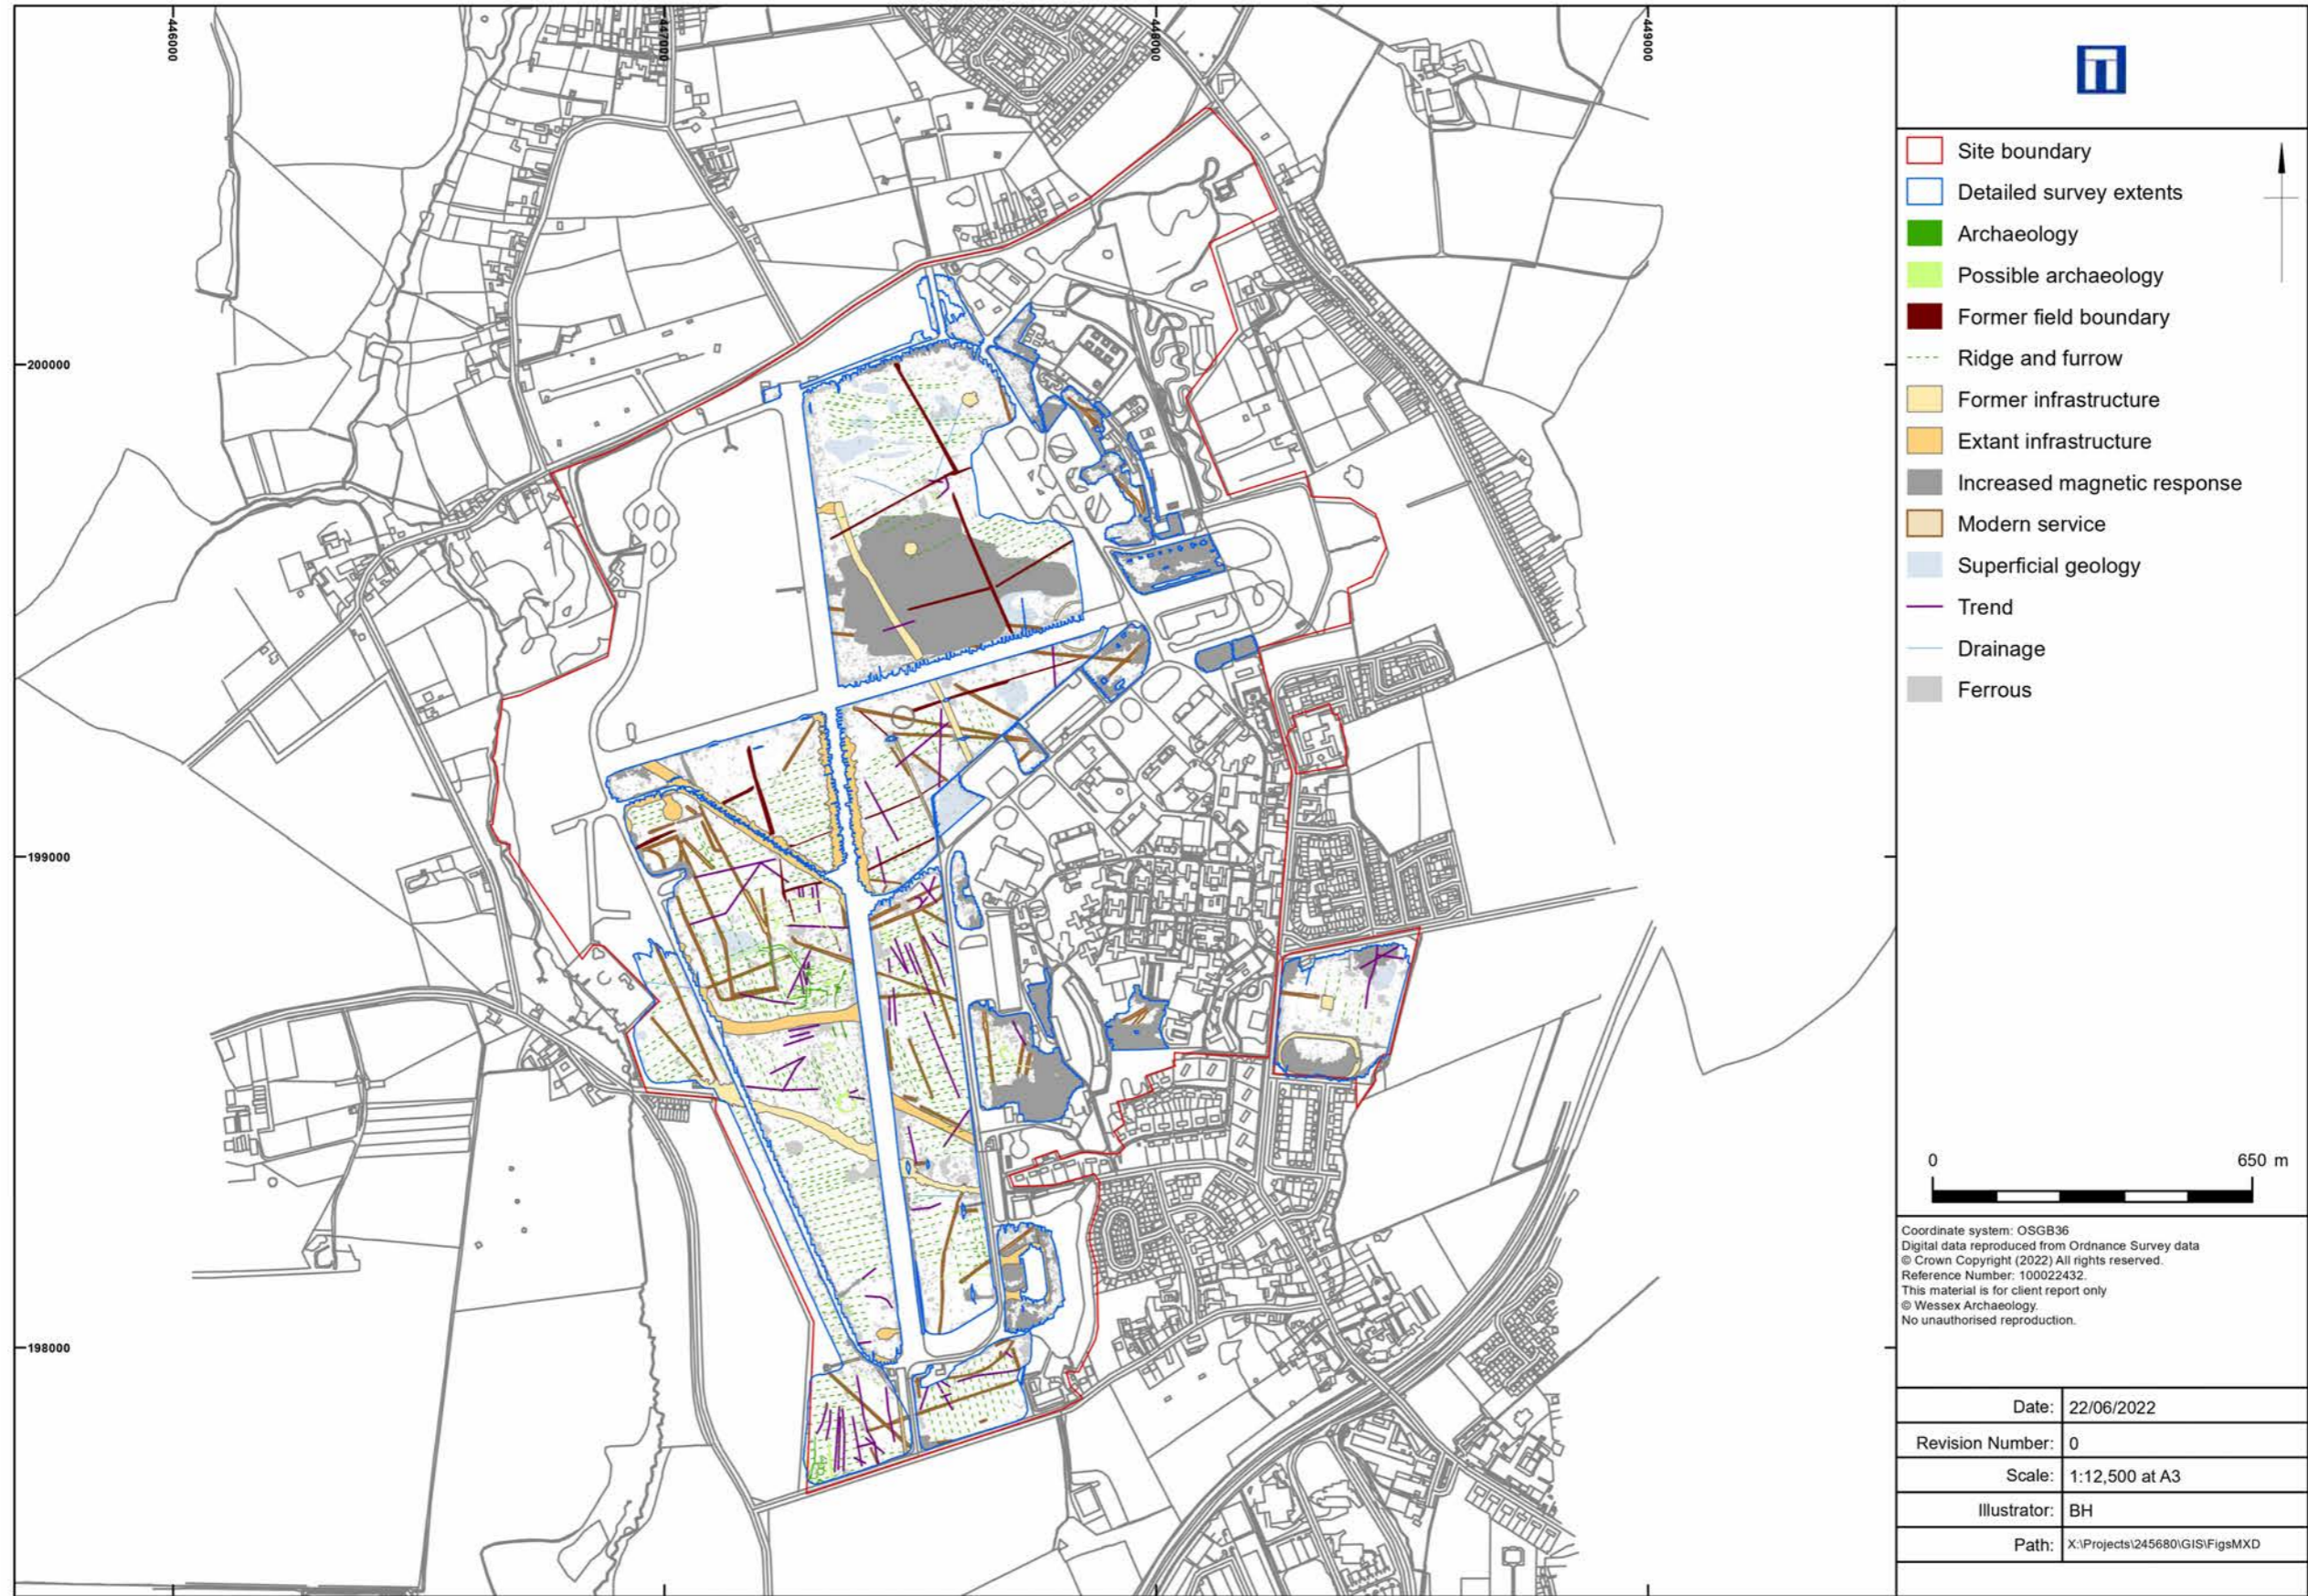 446000
447000
448000
449000
200000
199000
198000
Site boundary
Detailed survey extents
Archaeology
Possible archaeology
Former field boundary
Ridge and furrow
Former infrastructure
Extant infrastructure
Increased magnetic response
Modern service
Superficial geology
Trend
Drainage
Ferrous
0 650 m
Coordinate system: OSGB36
Digital data reproduced from Ordnance Survey data
© Crown Copyright (2022) All rights reserved.
Reference Number: 100022432.
This material is for client report only
© Wessex Archaeology.
No unauthorised reproduction.
Date: 22/06/2022
Revision Number: 0
Scale: 1:12,500 at A3
Illustrator: BH
Path: X:\Projects\245680\GIS\FigsMXD